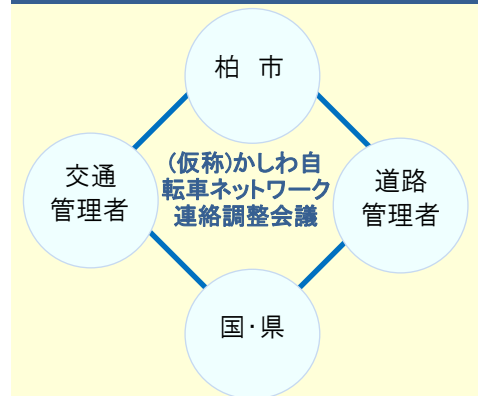 柏 市
(仮称)かしわ自
転車ネットワーク
連絡調整会議
交通
管理者
道路
管理者
国・県